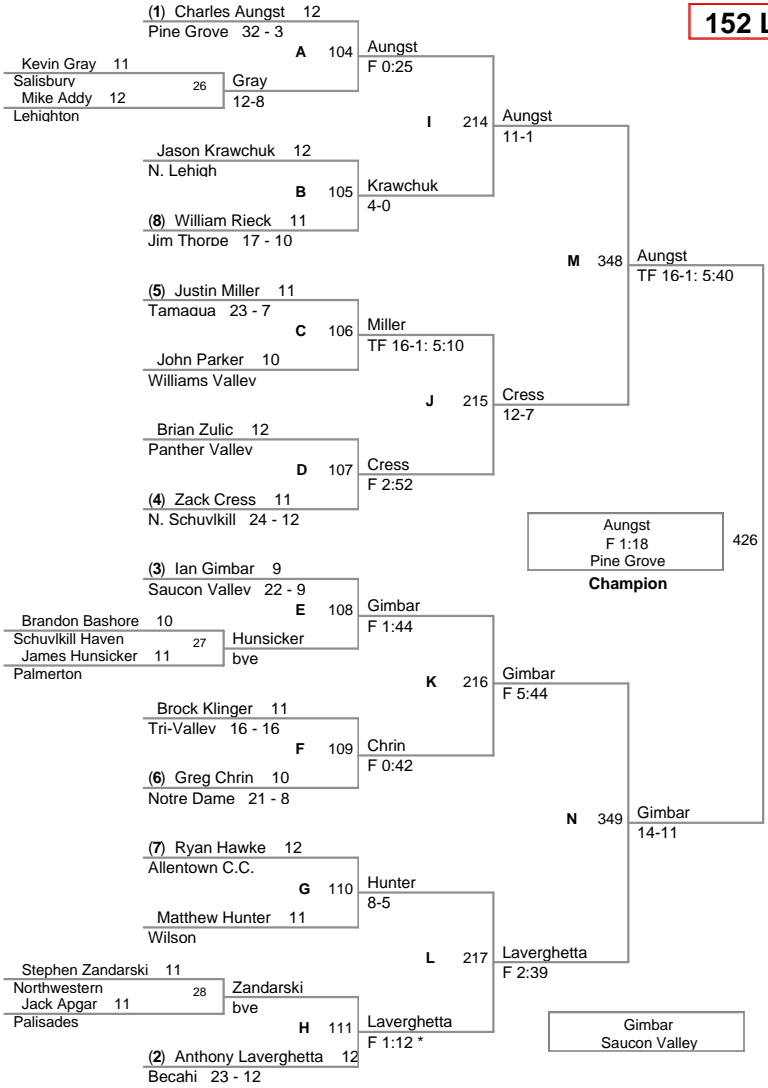 152 L
(1) Charles Aungst 12
Pine Grove 32 - 3
A 104
Aungst
F 0:25
Kevin Gray 11
Salisbury
26
Mike Addy 12
Lehighton
Gray
12-8
I 214
Aungst
11-1
Jason Krawchuk 12
N. Lehigh
B 105
Krawchuk
4-0
(8) William Rieck 11
Jim Thorpe 17 - 10
M 348
Aungst
TF 16-1: 5:40
(5) Justin Miller 11
Tamaqua 23 - 7
C 106
Miller
TF 16-1: 5:10
John Parker 10
Williams Valley
J 215
Cress
12-7
Brian Zulic 12
Panther Valley
D 107
Cress
F 2:52
(4) Zack Cress 11
N. Schuylkill 24 - 12
Aungst
F 1:18
Pine Grove
426
Champion
(3) Ian Gimbar 9
Saucon Valley 22 - 9
E 108
Gimbar
F 1:44
Brandon Bashore 10
Schuylkill Haven
27
James Hunsicker 11
Palmerton
Hunsicker
bye
K 216
Gimbar
F 5:44
Brock Klinger 11
Tri-Valley 16 - 16
F 109
Chrin
F 0:42
(6) Greg Chrin 10
Notre Dame 21 - 8
N 349
Gimbar
14-11
(7) Ryan Hawke 12
Allentown C.C.
G 110
Hunter
8-5
Matthew Hunter 11
Wilson
L 217
Laverghetta
F 2:39
Stephen Zandarski 11
Northwestern
28
Jack Apgar 11
Palisades
Zandarski
bye
H 111
Laverghetta
F 1:12 *
(2) Anthony Laverghetta 12
Becahi 23 - 12
Gimbar
Saucon Valley